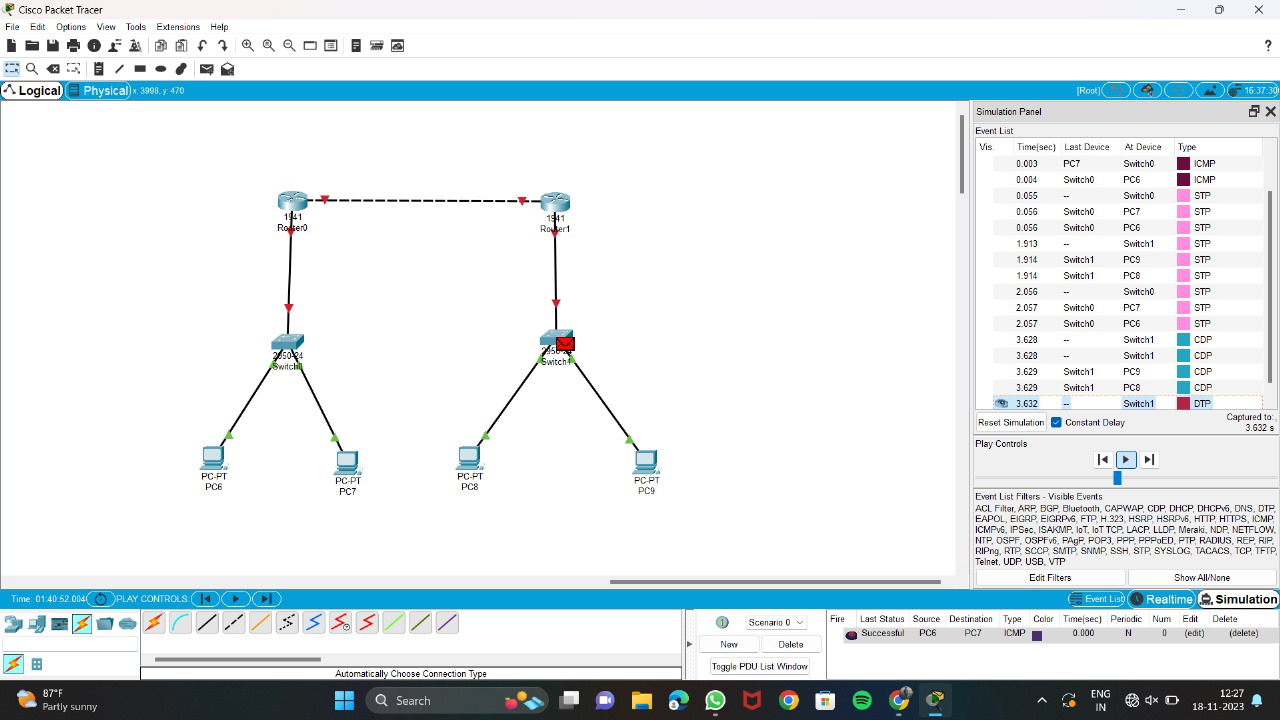 Cisco Packet Tracer
File Edit Options View Tools Extensions Help
?
Logical Physical x: 3998, y: 470 [Root] 16:37:30
Simulation Panel
Event List
Vis. Time(sec) Last Device At Device Type
0.003 PC7 Switch0 ICMP
0.004 Switch0 PC6 ICMP
0.055 -- Switch0 STP
0.056 Switch0 PC7 STP
0.056 Switch0 PC6 STP
1.913 -- Switch1 STP
1.914 Switch1 PC9 STP
1.914 Switch1 PC8 STP
2.056 -- Switch0 STP
2.057 Switch0 PC7 STP
2.057 Switch0 PC6 STP
3.628 -- Switch1 CDP
3.628 -- Switch1 CDP
3.629 Switch1 PC9 CDP
3.629 Switch1 PC8 CDP
3.632 -- Switch1 DTP
Reset Simulation Constant Delay Captured to:
3.632 s
Play Controls
Event List Filters - Visible Events
ACL Filter, ARP, BGP, Bluetooth, CAPWAP, CDP, DHCP, DHCPv6, DNS, DTP,
EAPOL, EIGRP, EIGRPv6, FTP, H.323, HSRP, HSRPv6, HTTP, HTTPS, ICMP,
ICMPv6, IPSec, ISAKMP, IoT, IoT TCP, LACP, LLDP, Meraki, NDP, NETFLOW,
NTP, OSPF, OSPFv6, PAgP, POP3, PPP, PPPoED, PTP, RADIUS, REP, RIP,
RIPng, RTP, SCCP, SMTP, SNMP, SSH, STP, SYSLOG, TACACS, TCP, TFTP,
Telnet, UDP, USB, VTP
Edit Filters Show All/None
1941
Router0
1941
Router1
2950-24
Switch0
2950-24
Switch1
PC-PT
PC6
PC-PT
PC7
PC-PT
PC8
PC-PT
PC9
Time: 01:40:52.004 PLAY CONTROLS: Event List Realtime Simulation
Scenario 0
New Delete
Toggle PDU List Window
Fire Last Status Source Destination Type Color Time(sec) Periodic Num Edit Delete
Successful PC6 PC7 ICMP 0.000 N 0 (edit) (delete)
Automatically Choose Connection Type
87°F
Partly sunny
Search
ENG
IN
12:27
18-11-2023